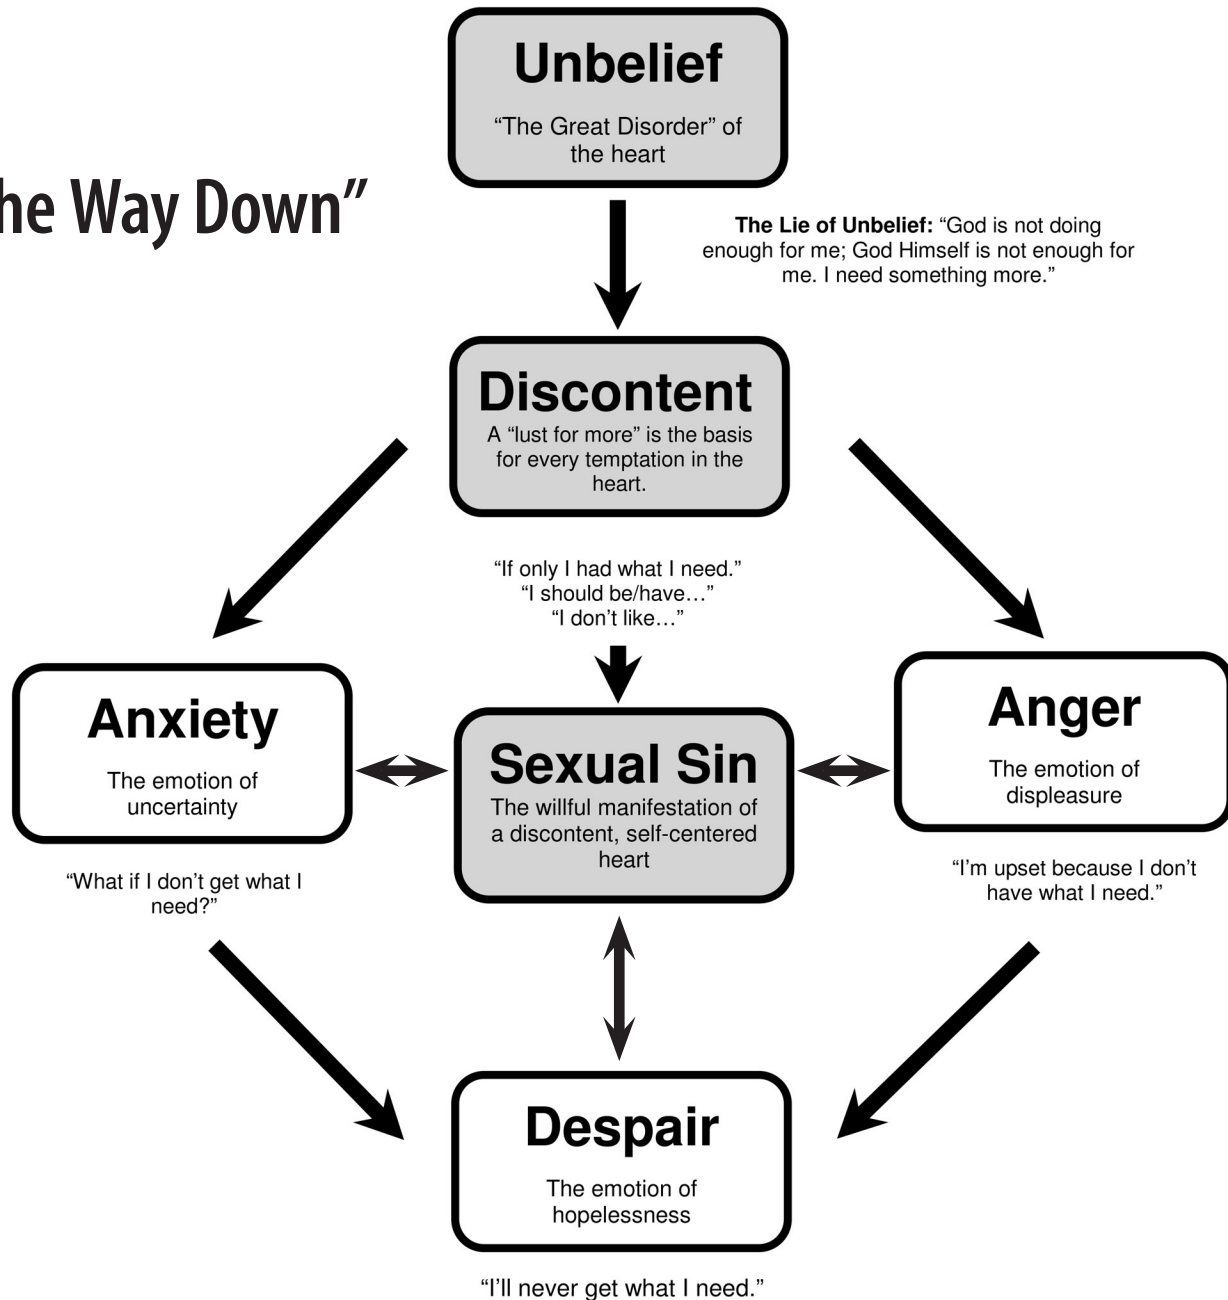 Unbelief
“The Great Disorder” of
the heart
he Way Down”
The Lie of Unbelief: “God is not doing
enough for me; God Himself is not enough for
me. I need something more.”
Discontent
A “lust for more” is the basis
for every temptation in the
heart.
“If only I had what I need.”
“I should be/have…”
“I don’t like…”
Anxiety
The emotion of
uncertainty
“What if I don’t get what I
need?”
Sexual Sin
The willful manifestation of
a discontent, self-centered
heart
Anger
The emotion of
displeasure
“I’m upset because I don’t
have what I need.”
Despair
The emotion of
hopelessness
“I’ll never get what I need.”